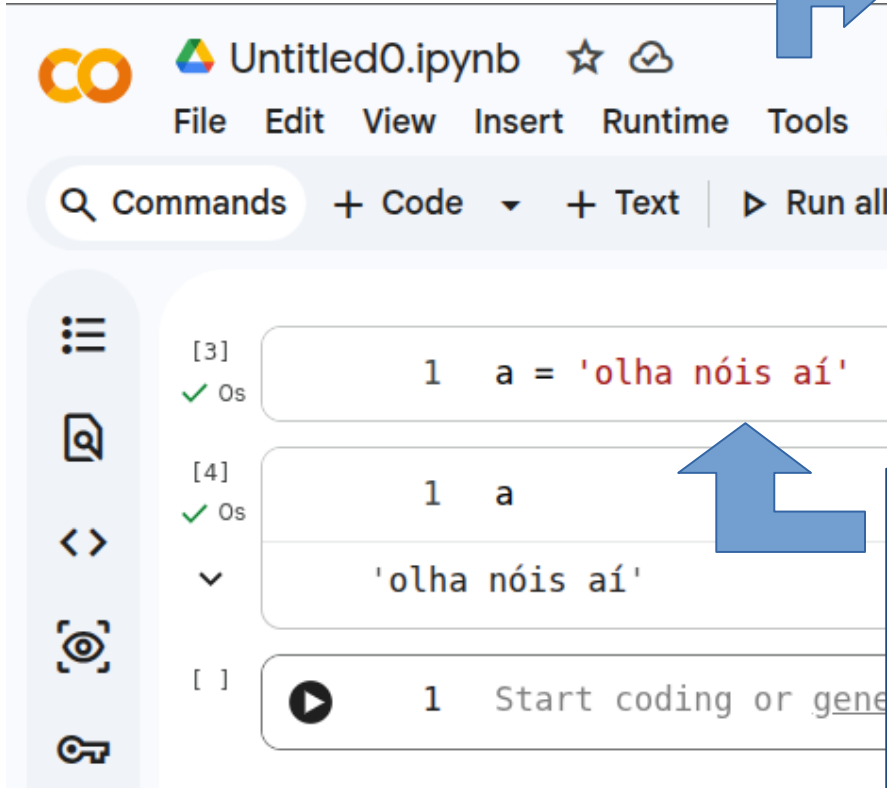 CO
Untitled0.ipynb
File Edit View Insert Runtime Tools
Commands + Code + Text Run all
[3] 1 a = 'olha nóis aí'
0s
[4] 1 a
0s
'olha nóis aí'
[ ] 1 Start coding or gene